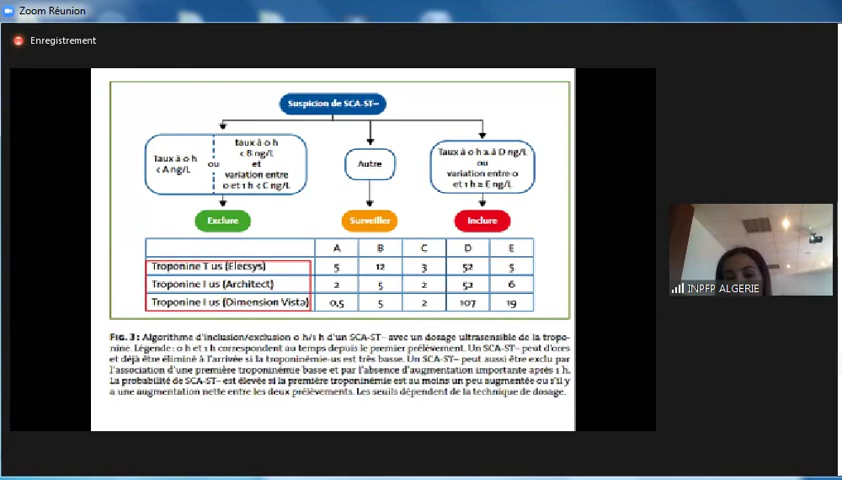 Zoom Réunion
Enregistrement
Suspicion de SCA-ST–
Taux à 0 h
< A ng/L
ou
taux à 0 h
< B ng/L
et
variation entre
0 et 1 h < C ng/L
Autre
Taux à 0 h ≥ à D ng/L
ou
variation entre 0
et 1 h ≥ E ng/L
Exclure
Surveiller
Inclure
A B C D E
Troponine T us (Elecsys) 5 12 3 52 5
Troponine I us (Architect) 2 5 2 52 6
Troponine I us (Dimension Vista) 0,5 5 2 107 19
FIG. 3 : Algorithme d'inclusion/exclusion 0 h/1 h d'un SCA-ST– avec un dosage ultrasensible de la tropo-
nine. Légende : 0 h et 1 h correspondent au temps depuis le premier prélèvement. Un SCA-ST– peut d'ores
et déjà être éliminé à l'arrivée si la troponinémie-us est très basse. Un SCA-ST– peut aussi être exclu par
l'association d'une première troponinémie basse et par l'absence d'augmentation importante après 1 h.
La probabilité de SCA-ST– est élevée si la première troponinémie est au moins un peu augmentée ou s'il y
a une augmentation nette entre les deux prélèvements. Les seuils dépendent de la technique de dosage.
INPFP ALGERIE